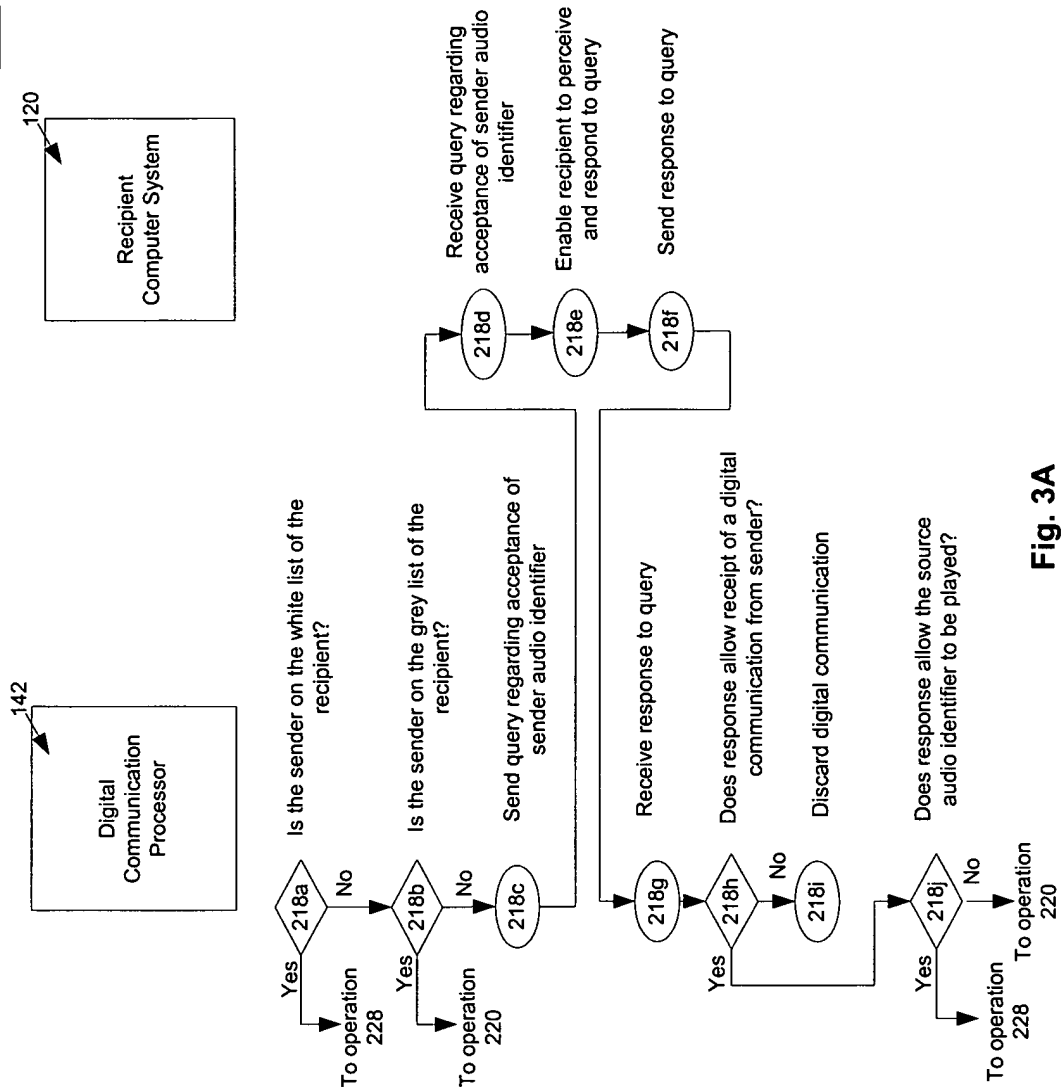 142
Digital
Communication
Processor
120
Recipient
Computer System
218a
Is the sender on the white list of the
recipient?
Yes
No
To operation
228
218b
Is the sender on the grey list of the
recipient?
Yes
No
To operation
220
218c
Send query regarding acceptance of
sender audio identifier
218d
Receive query regarding
acceptance of sender audio
identifier
218e
Enable recipient to perceive
and respond to query
218f
Send response to query
218g
Receive response to query
218h
Does response allow receipt of a digital
communication from sender?
Yes
No
218i
Discard digital communication
218j
Does response allow the source
audio identifier to be played?
Yes
No
To operation
228
To operation
220
Fig. 3A